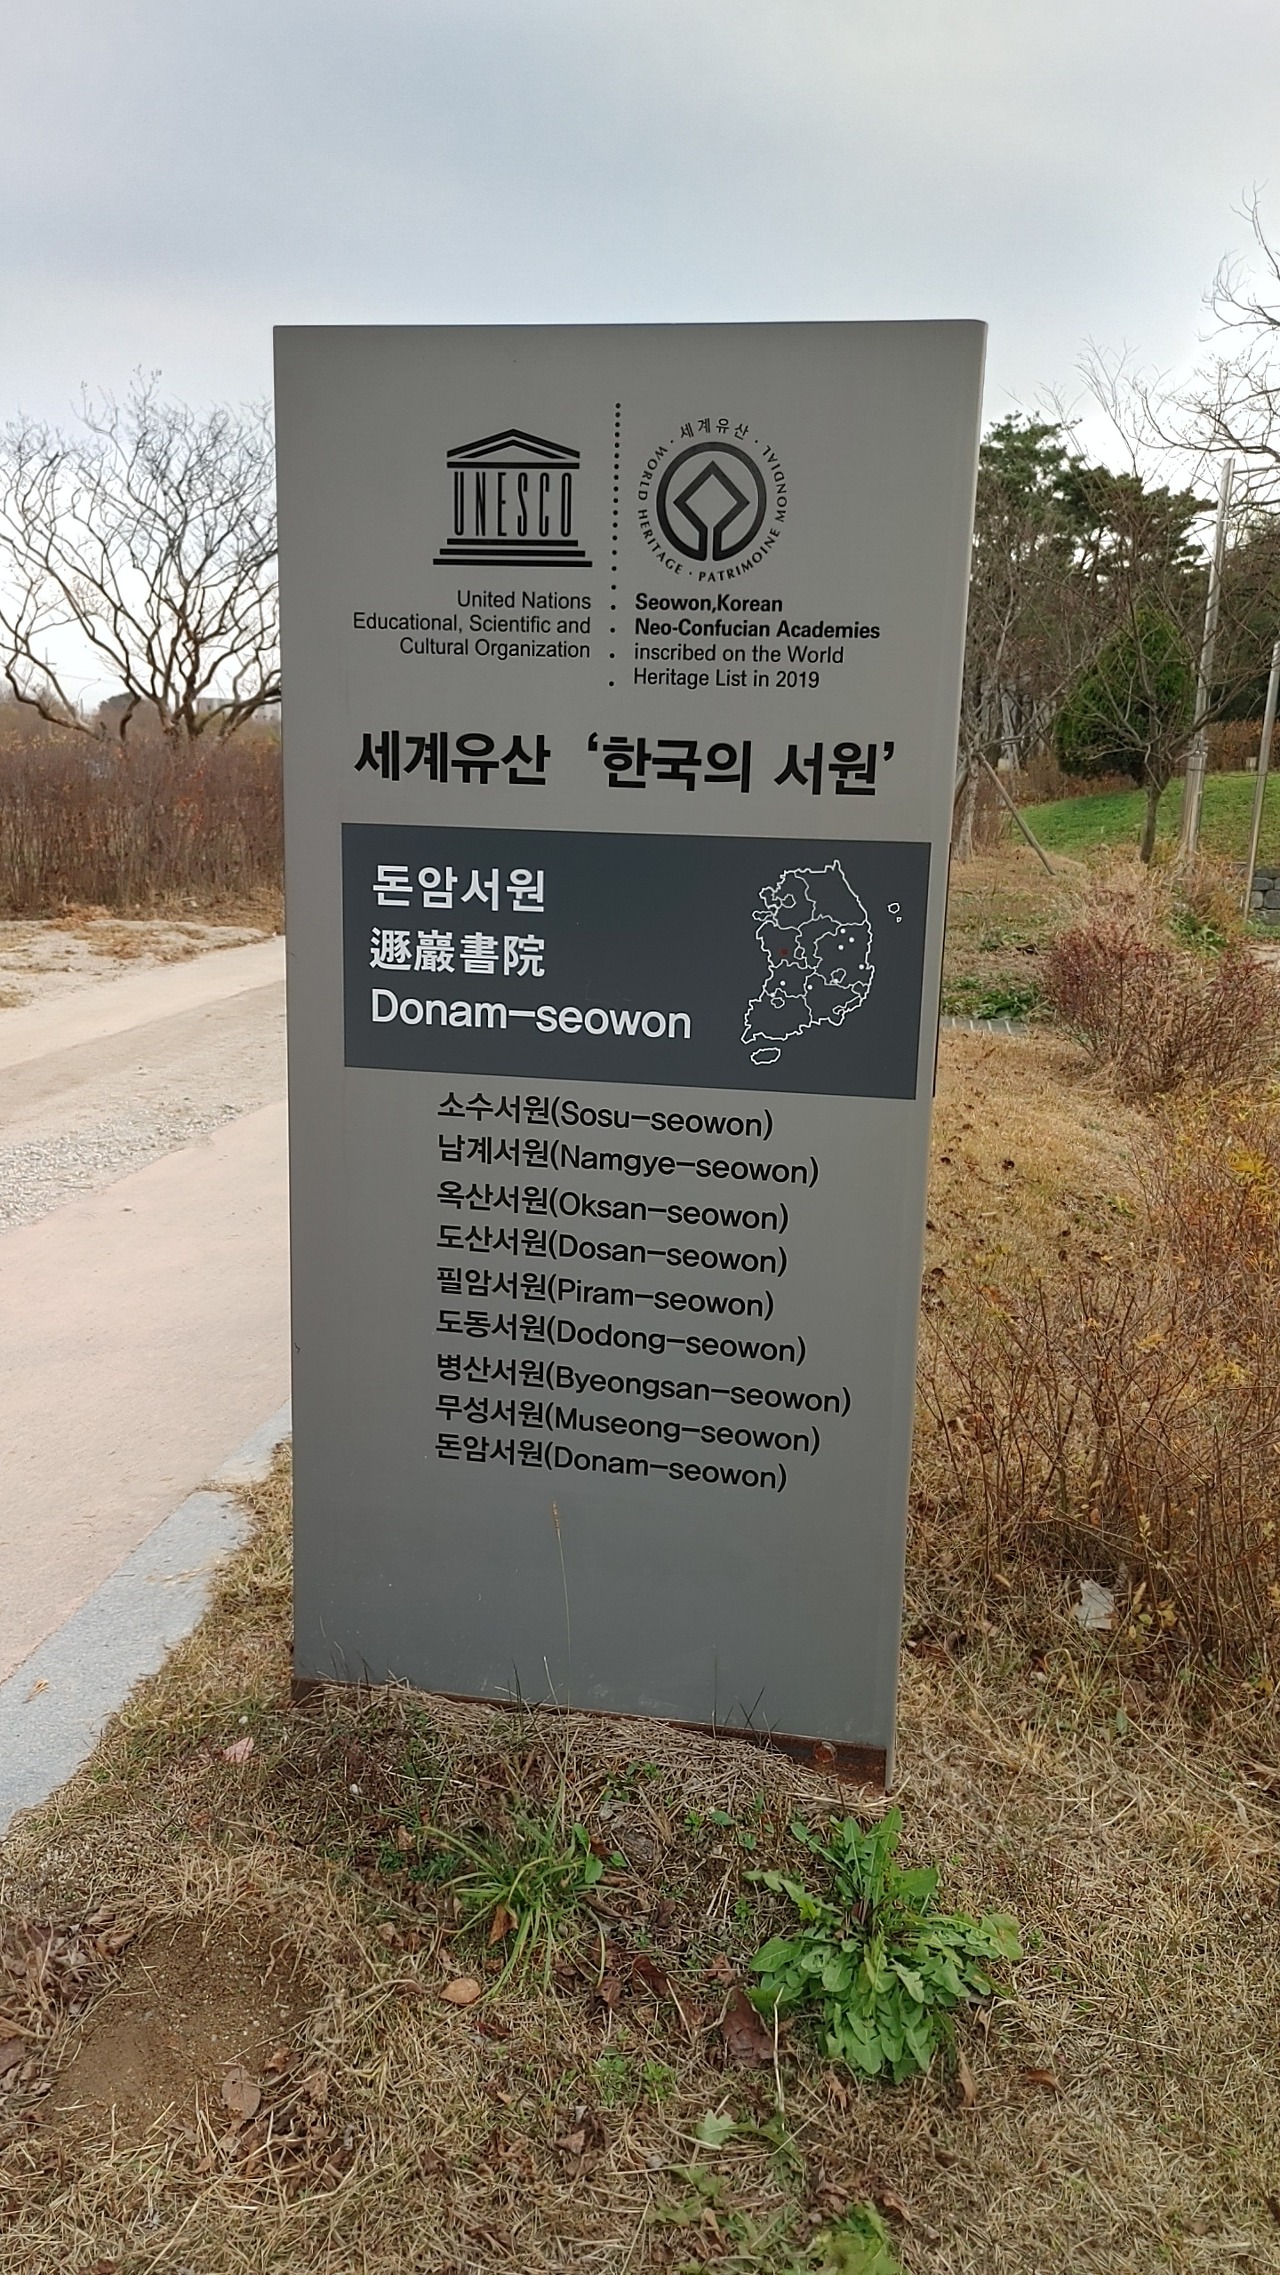 UNESCO
United Nations
Educational, Scientific and
Cultural Organization
· 세계유산 ·
WORLD HERITAGE · PATRIMOINE MONDIAL
Seowon,Korean
Neo-Confucian Academies
inscribed on the World
Heritage List in 2019
세계유산 ‘한국의 서원’
돈암서원
遯巖書院
Donam-seowon
소수서원(Sosu-seowon)
남계서원(Namgye-seowon)
옥산서원(Oksan-seowon)
도산서원(Dosan-seowon)
필암서원(Piram-seowon)
도동서원(Dodong-seowon)
병산서원(Byeongsan-seowon)
무성서원(Museong-seowon)
돈암서원(Donam-seowon)